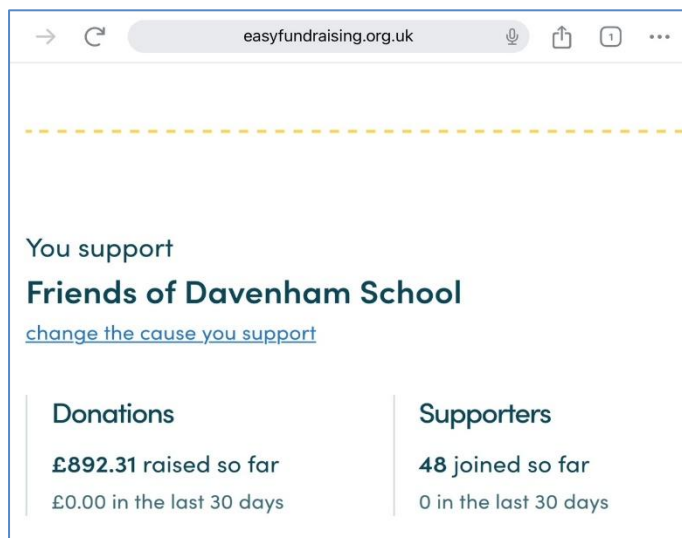 easyfundraising.org.uk
1
You support
Friends of Davenham School
change the cause you support
Donations
£892.31 raised so far
£0.00 in the last 30 days
Supporters
48 joined so far
0 in the last 30 days